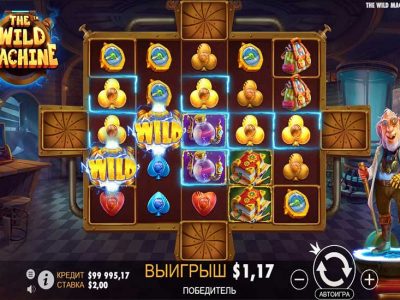 THE
WILD
MACHINE
THE WILD MAC
WILD
WILD
КРЕДИТ $99 995,17
СТАВКА $2,00
ВЫИГРЫШ $1,17
ПОБЕДИТЕЛЬ
АВТОИГРА